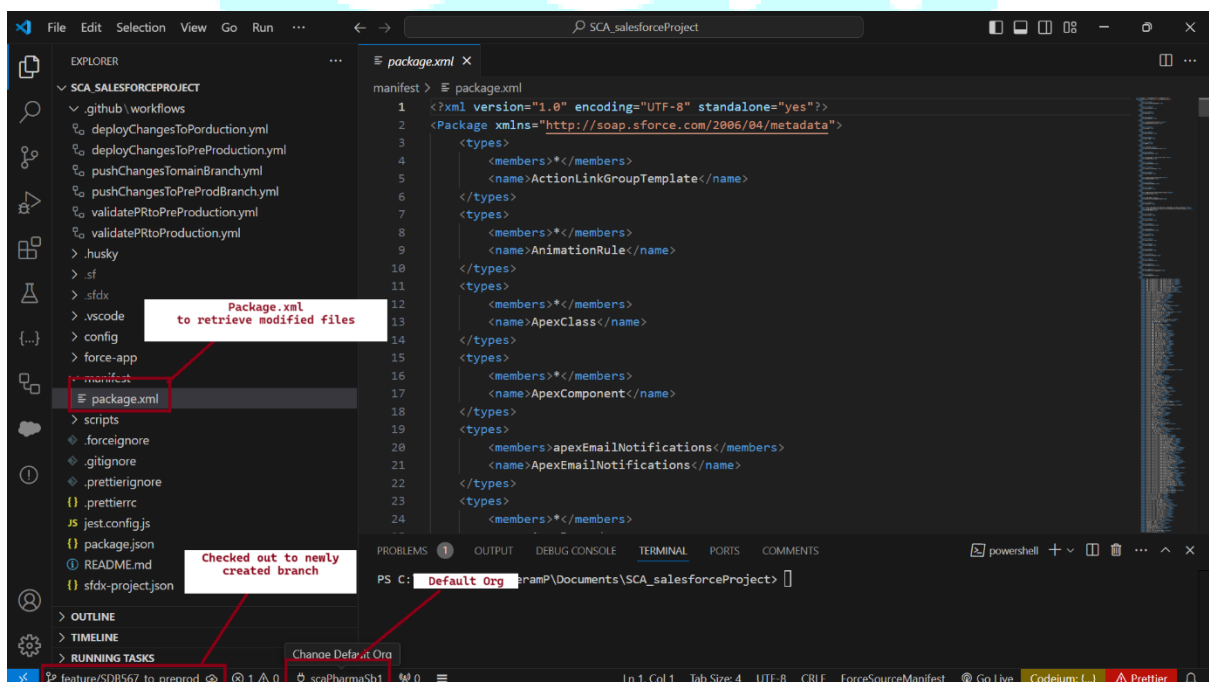 File Edit Selection View Go Run ··· ← → SCA_salesforceProject
EXPLORER ···
SCA_SALESFORCEPROJECT
.github\workflows
deployChangesToPorduction.yml
deployChangesToPreProduction.yml
pushChangesTomainBranch.yml
pushChangesToPreProdBranch.yml
validatePRtoPreProduction.yml
validatePRtoProduction.yml
.husky
.sf
.sfdx
.vscode
config
force-app
manifest
package.xml
scripts
.forceignore
.gitignore
.prettierignore
{} .prettierrc
JS jest.config.js
{} package.json
README.md
{} sfdx-project.json
OUTLINE
TIMELINE
RUNNING TASKS
Package.xml
to retrieve modified files
Checked out to newly
created branch
Default Org
Change Default Org
package.xml ×
manifest > package.xml
1 <?xml version="1.0" encoding="UTF-8" standalone="yes"?>
2 <Package xmlns="http://soap.sforce.com/2006/04/metadata">
3 <types>
4 <members>*</members>
5 <name>ActionLinkGroupTemplate</name>
6 </types>
7 <types>
8 <members>*</members>
9 <name>AnimationRule</name>
10 </types>
11 <types>
12 <members>*</members>
13 <name>ApexClass</name>
14 </types>
15 <types>
16 <members>*</members>
17 <name>ApexComponent</name>
18 </types>
19 <types>
20 <members>apexEmailNotifications</members>
21 <name>ApexEmailNotifications</name>
22 </types>
23 <types>
24 <members>*</members>
PROBLEMS 1 OUTPUT DEBUG CONSOLE TERMINAL PORTS COMMENTS powershell
PS C: eramP\Documents\SCA_salesforceProject>
feature/SDB567_to_preprod 1 0 scaPharmaSb1 0 Ln 1, Col 1 Tab Size: 4 UTF-8 CRLF ForceSourceManifest Go Live Codeium: {...} Prettier